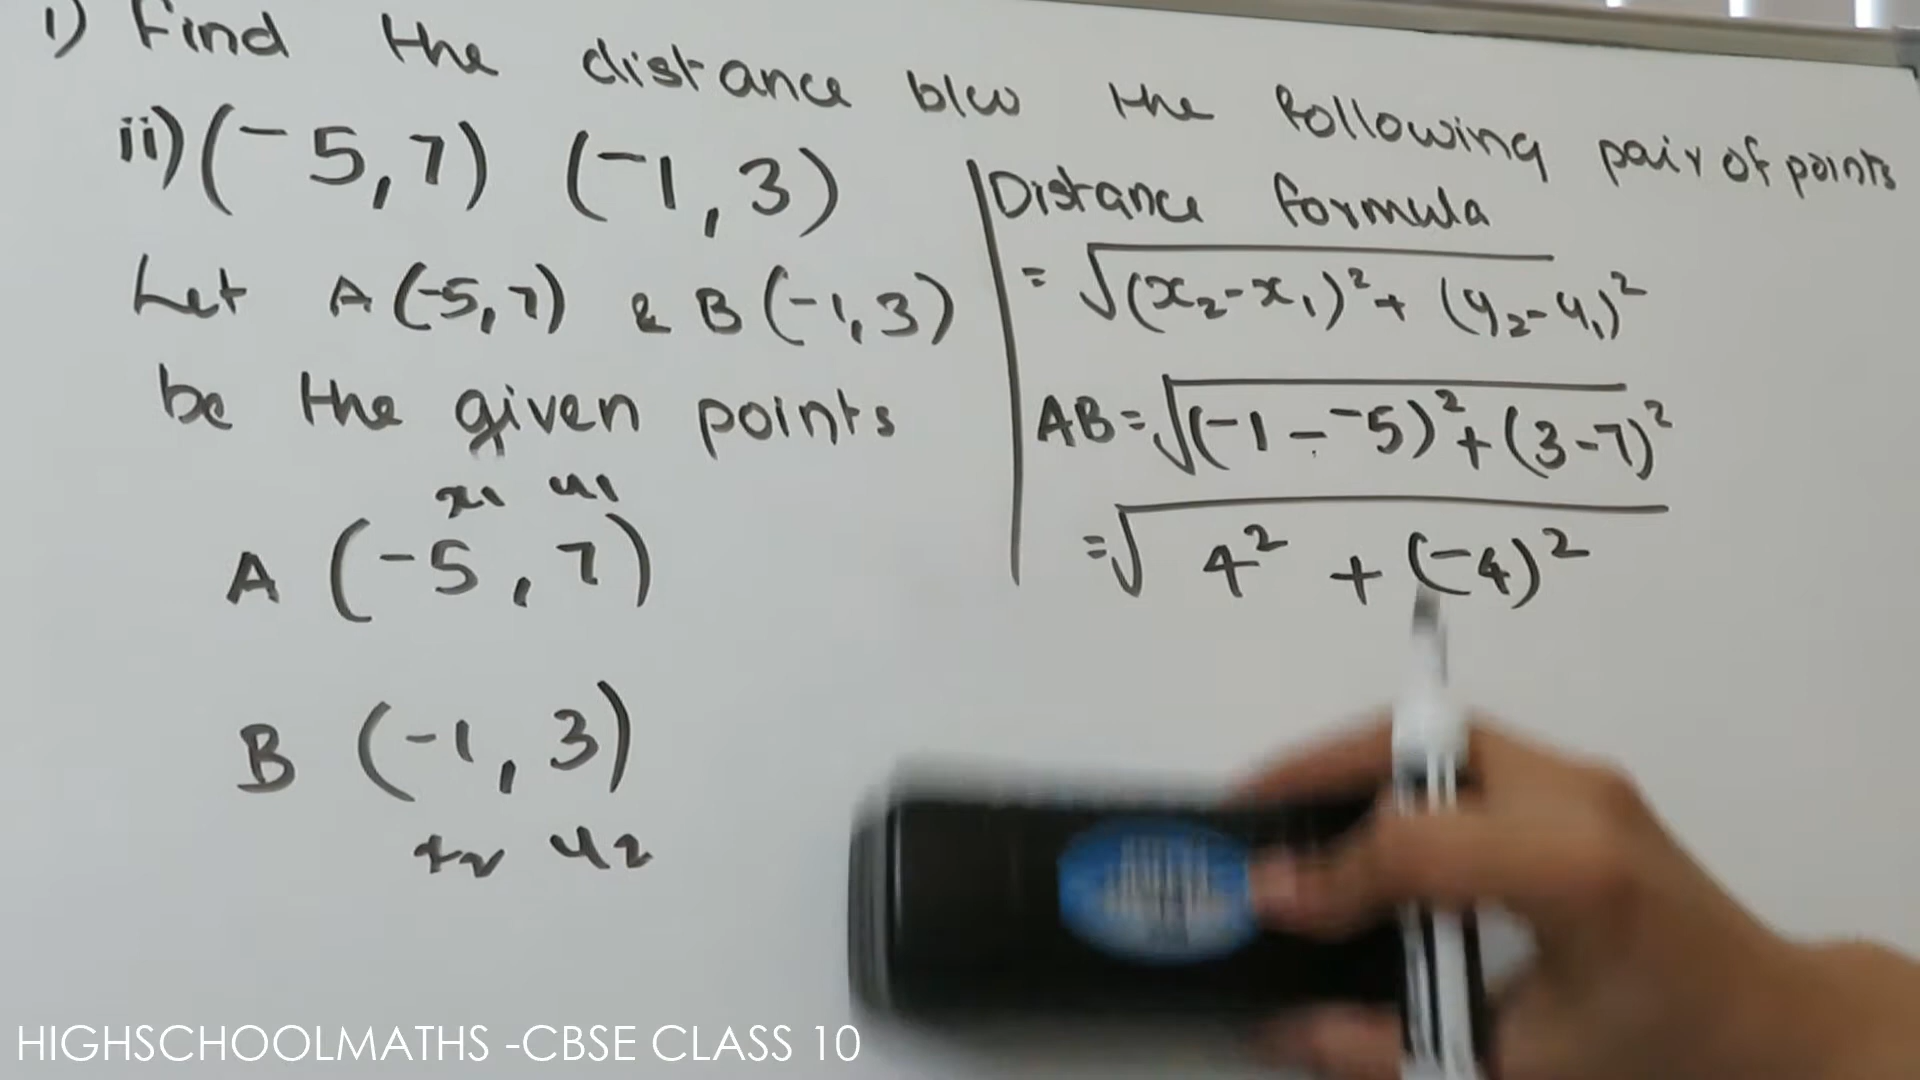 1) Find the distance b/w the following pair of points
ii) (-5, 7) (-1, 3)
Let A (-5, 7) & B (-1, 3)
be the given points
x1 y1
A (-5, 7)
B (-1, 3)
x2 y2
Distance formula
= √(x₂-x₁)² + (y₂-y₁)²
AB = √(-1 - -5)² + (3-7)²
= √4² + (-4)²
HIGHSCHOOLMATHS -CBSE CLASS 10